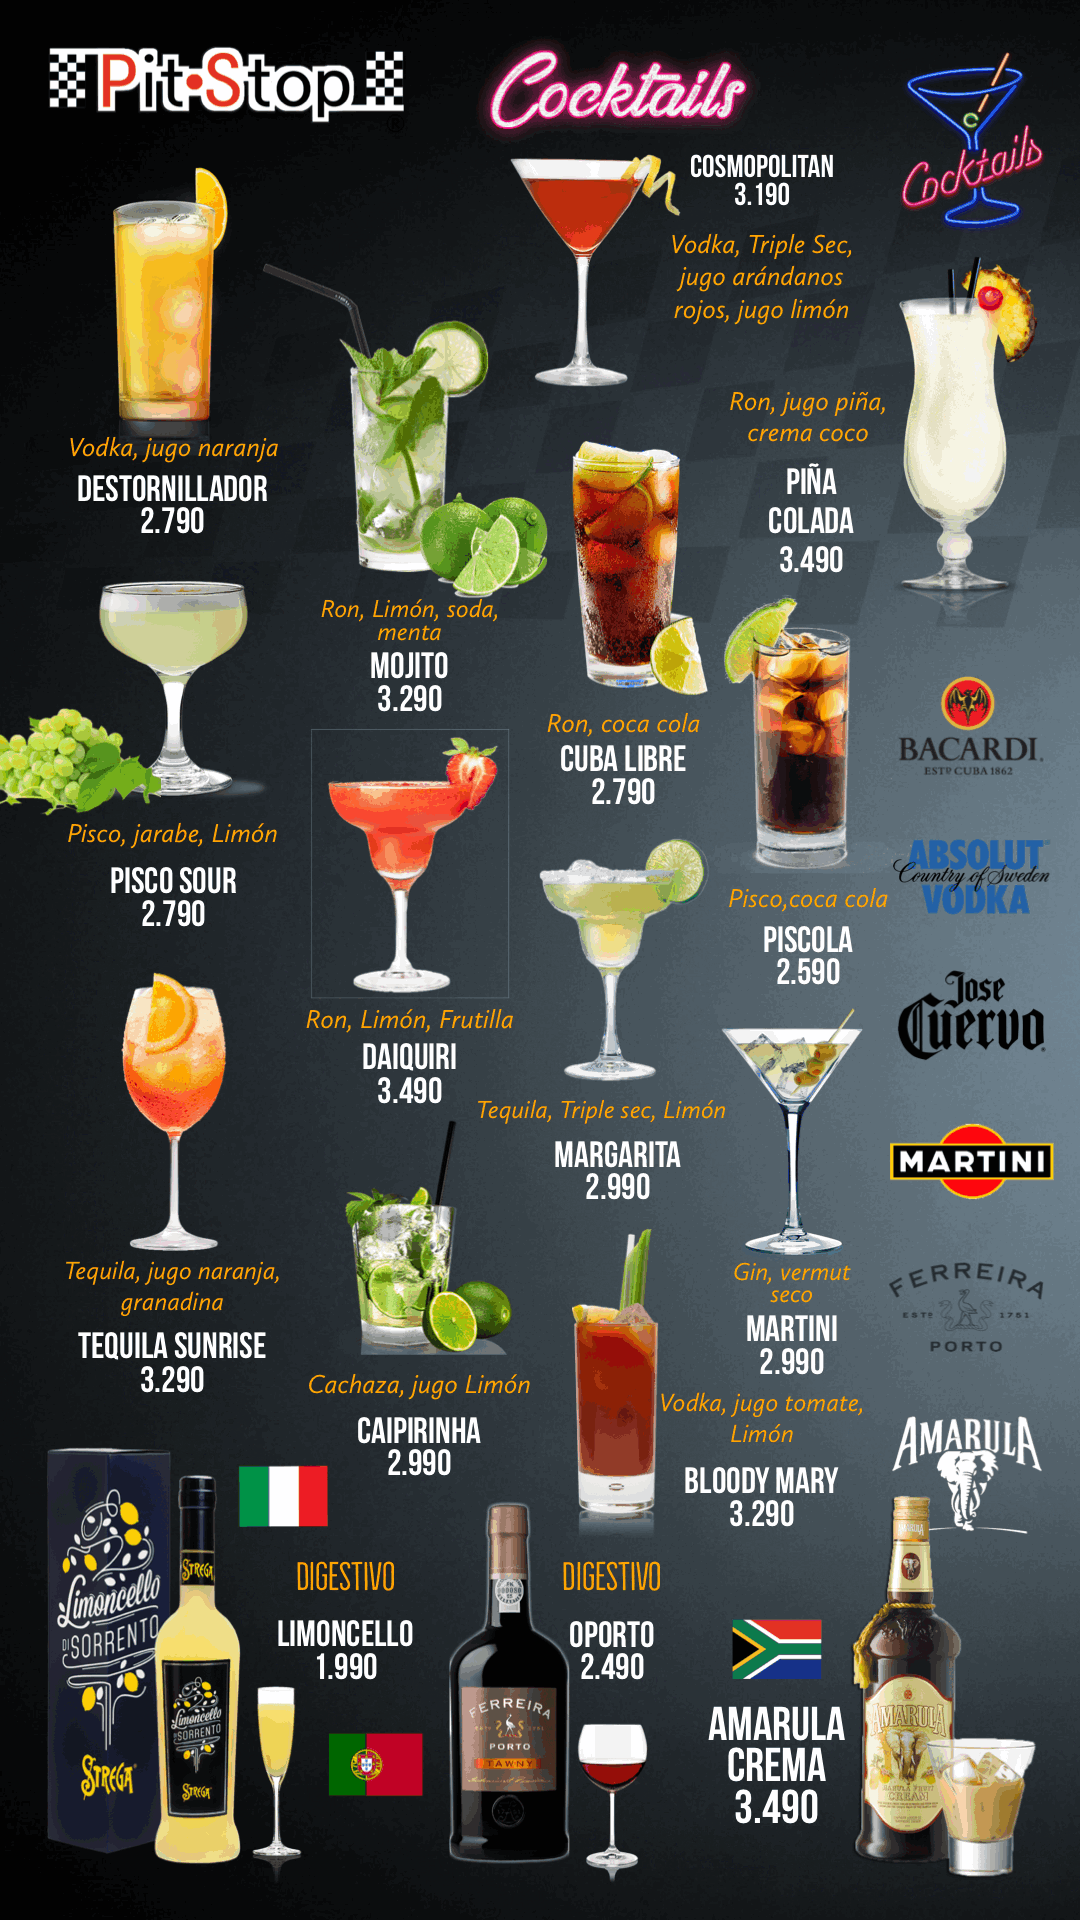 Pit•Stop
Cocktails
Cocktails
COSMOPOLITAN
3.190
Vodka, Triple Sec,
jugo arándanos
rojos, jugo limón
Vodka, jugo naranja
DESTORNILLADOR
2.790
Ron, jugo piña,
crema coco
PIÑA
COLADA
3.490
Ron, Limón, soda,
menta
MOJITO
3.290
Ron, coca cola
CUBA LIBRE
2.790
BACARDI.
ESTD CUBA 1862
Pisco, jarabe, Limón
PISCO SOUR
2.790
Pisco,coca cola
PISCOLA
2.590
ABSOLUT
Country of Sweden
VODKA
Jose
Cuervo
Ron, Limón, Frutilla
DAIQUIRI
3.490
Tequila, Triple sec, Limón
MARGARITA
2.990
MARTINI
Tequila, jugo naranja,
granadina
TEQUILA SUNRISE
3.290
Gin, vermut
seco
MARTINI
2.990
FERREIRA
ESTD 1751
PORTO
Cachaza, jugo Limón
CAIPIRINHA
2.990
Vodka, jugo tomate,
Limón
BLOODY MARY
3.290
AMARULA
Limoncello
DI SORRENTO
STREGA
STREGA
Limoncello
DI SORRENTO
STREGA
DIGESTIVO
LIMONCELLO
1.990
DIGESTIVO
OPORTO
2.490
FERREIRA
PORTO
TAWNY
AMARULA
CREMA
3.490
AMARULA
MARULA FRUIT
CREAM